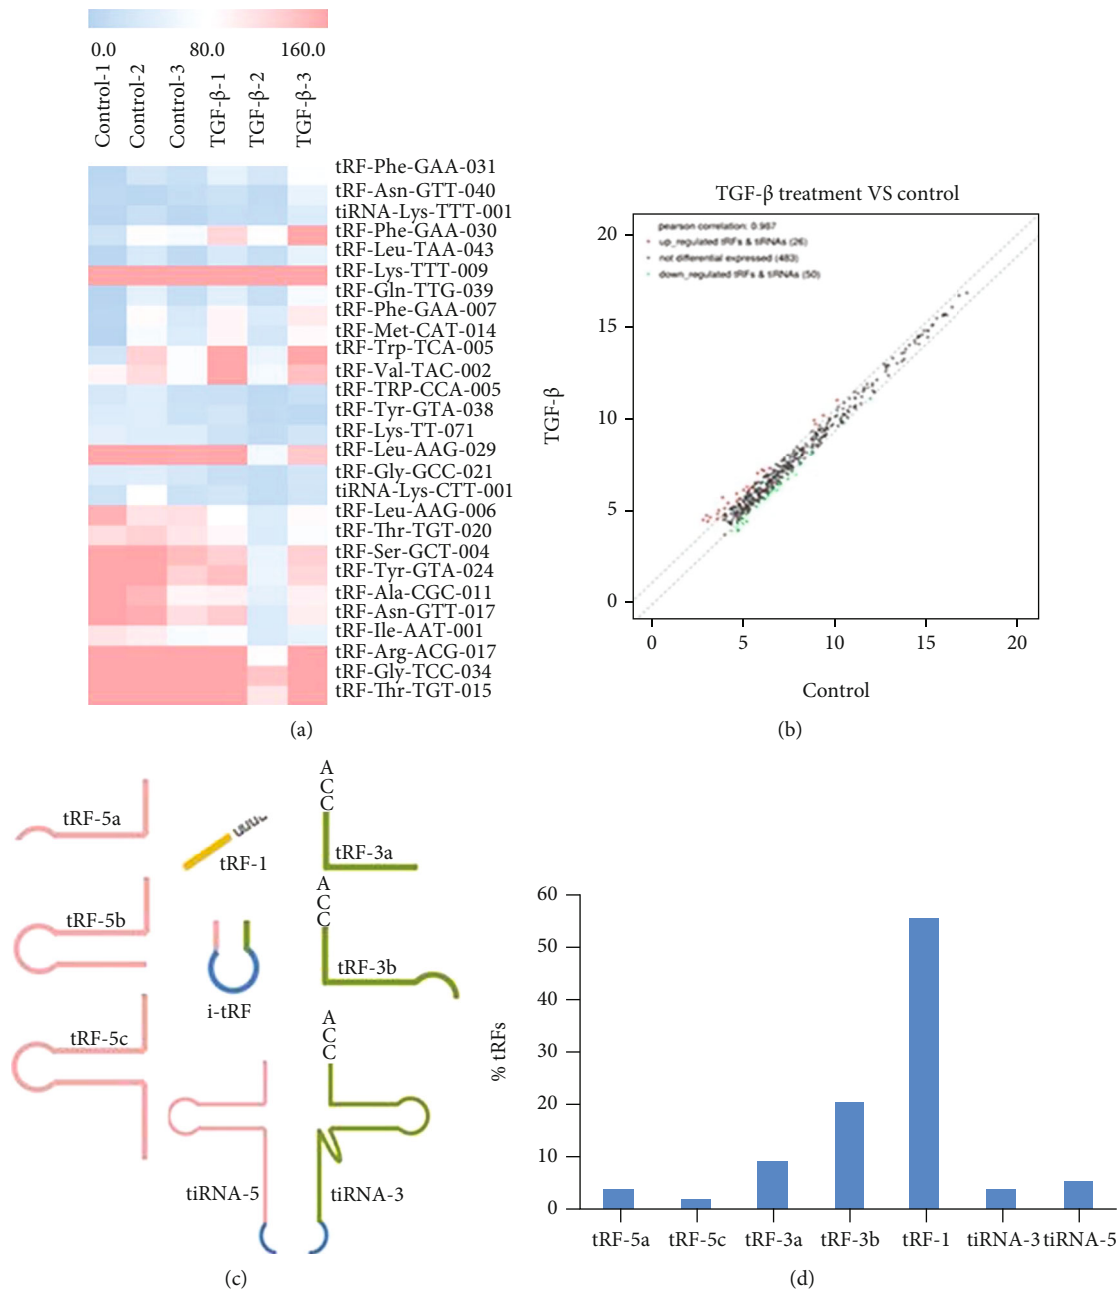 0.0 80.0 160.0
Control-1 Control-2 Control-3 TGF-β-1 TGF-β-2 TGF-β-3
tRF-Phe-GAA-031
tRF-Asn-GTT-040
tiRNA-Lys-TTT-001
tRF-Phe-GAA-030
tRF-Leu-TAA-043
tRF-Lys-TTT-009
tRF-Gln-TTG-039
tRF-Phe-GAA-007
tRF-Met-CAT-014
tRF-Trp-TCA-005
tRF-Val-TAC-002
tRF-TRP-CCA-005
tRF-Tyr-GTA-038
tRF-Lys-TT-071
tRF-Leu-AAG-029
tRF-Gly-GCC-021
tiRNA-Lys-CTT-001
tRF-Leu-AAG-006
tRF-Thr-TGT-020
tRF-Ser-GCT-004
tRF-Tyr-GTA-024
tRF-Ala-CGC-011
tRF-Asn-GTT-017
tRF-Ile-AAT-001
tRF-Arg-ACG-017
tRF-Gly-TCC-034
tRF-Thr-TGT-015
(a)
TGF-β treatment VS control
pearson correlation: 0.987
up_regulated tRFs & tiRNAs (26)
not differential expressed (483)
down_regulated tRFs & tiRNAs (50)
TGF-β
20
15
10
5
0
0 5 10 15 20
Control
(b)
tRF-5a
tRF-5b
tRF-5c
UUUU
tRF-1
i-tRF
A
C
C
tRF-3a
A
C
C
tRF-3b
A
C
C
tiRNA-5
tiRNA-3
(c)
% tRFs
60
50
40
30
20
10
0
tRF-5a tRF-5c tRF-3a tRF-3b tRF-1 tiRNA-3 tiRNA-5
(d)